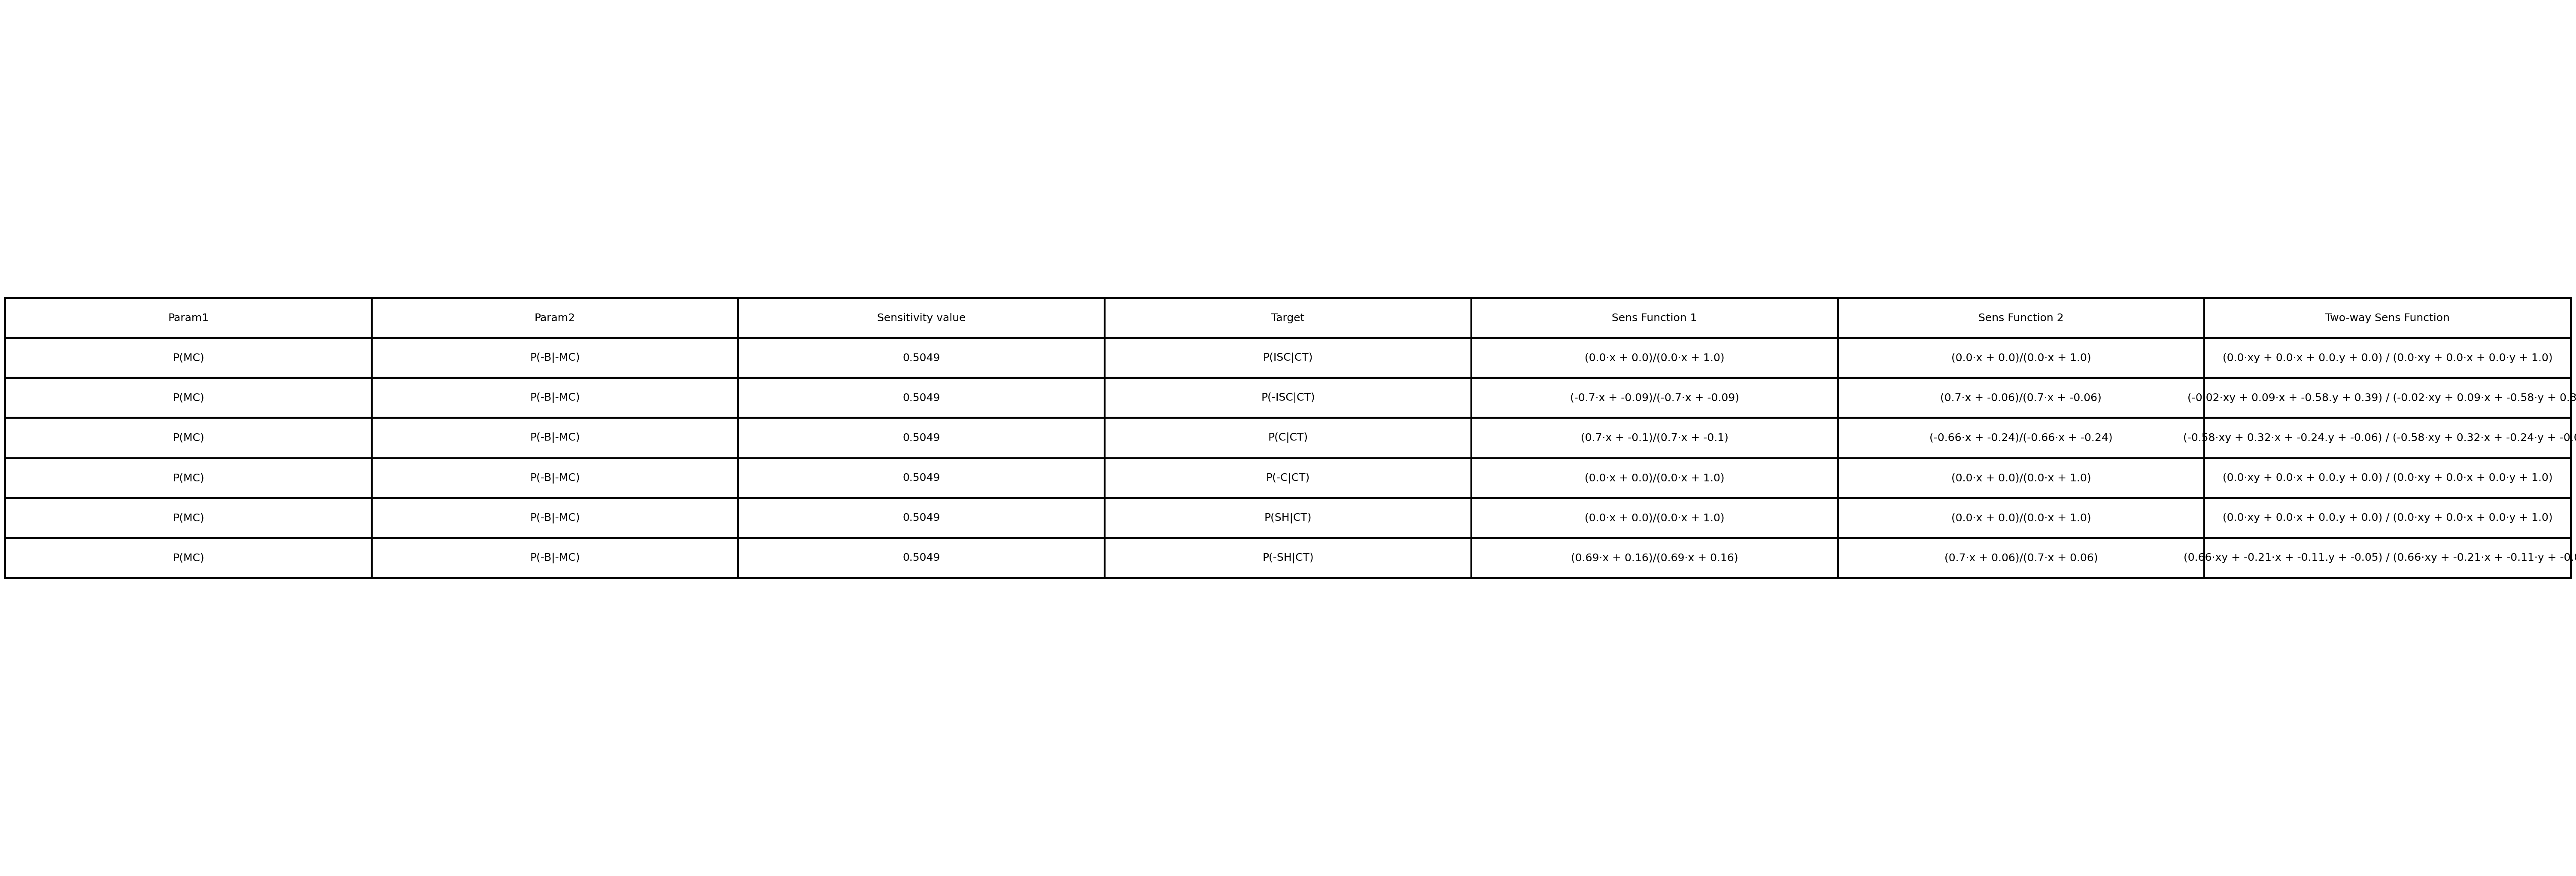 Param1 Param2 Sensitivity value Target Sens Function 1 Sens Function 2 Two-way Sens Function
P(MC) P(-B|-MC) 0.5049 P(ISC|CT) (0.0·x + 0.0)/(0.0·x + 1.0) (0.0·x + 0.0)/(0.0·x + 1.0) (0.0·xy + 0.0·x + 0.0.y + 0.0) / (0.0·xy + 0.0·x + 0.0·y + 1.0)
P(MC) P(-B|-MC) 0.5049 P(-ISC|CT) (-0.7·x + -0.09)/(-0.7·x + -0.09) (0.7·x + -0.06)/(0.7·x + -0.06) (-0.02·xy + 0.09·x + -0.58.y + 0.39) / (-0.02·xy + 0.09·x + -0.58·y +
P(MC) P(-B|-MC) 0.5049 P(C|CT) (0.7·x + -0.1)/(0.7·x + -0.1) (-0.66·x + -0.24)/(-0.66·x + -0.24) (-0.58·xy + 0.32·x + -0.24.y + -0.06) / (-0.58·xy + 0.32·x + -0.24·y +
P(MC) P(-B|-MC) 0.5049 P(-C|CT) (0.0·x + 0.0)/(0.0·x + 1.0) (0.0·x + 0.0)/(0.0·x + 1.0) (0.0·xy + 0.0·x + 0.0.y + 0.0) / (0.0·xy + 0.0·x + 0.0·y + 1.0)
P(MC) P(-B|-MC) 0.5049 P(SH|CT) (0.0·x + 0.0)/(0.0·x + 1.0) (0.0·x + 0.0)/(0.0·x + 1.0) (0.0·xy + 0.0·x + 0.0.y + 0.0) / (0.0·xy + 0.0·x + 0.0·y + 1.0)
P(MC) P(-B|-MC) 0.5049 P(-SH|CT) (0.69·x + 0.16)/(0.69·x + 0.16) (0.7·x + 0.06)/(0.7·x + 0.06) (0.66·xy + -0.21·x + -0.11.y + -0.05) / (0.66·xy + -0.21·x + -0.11·y +